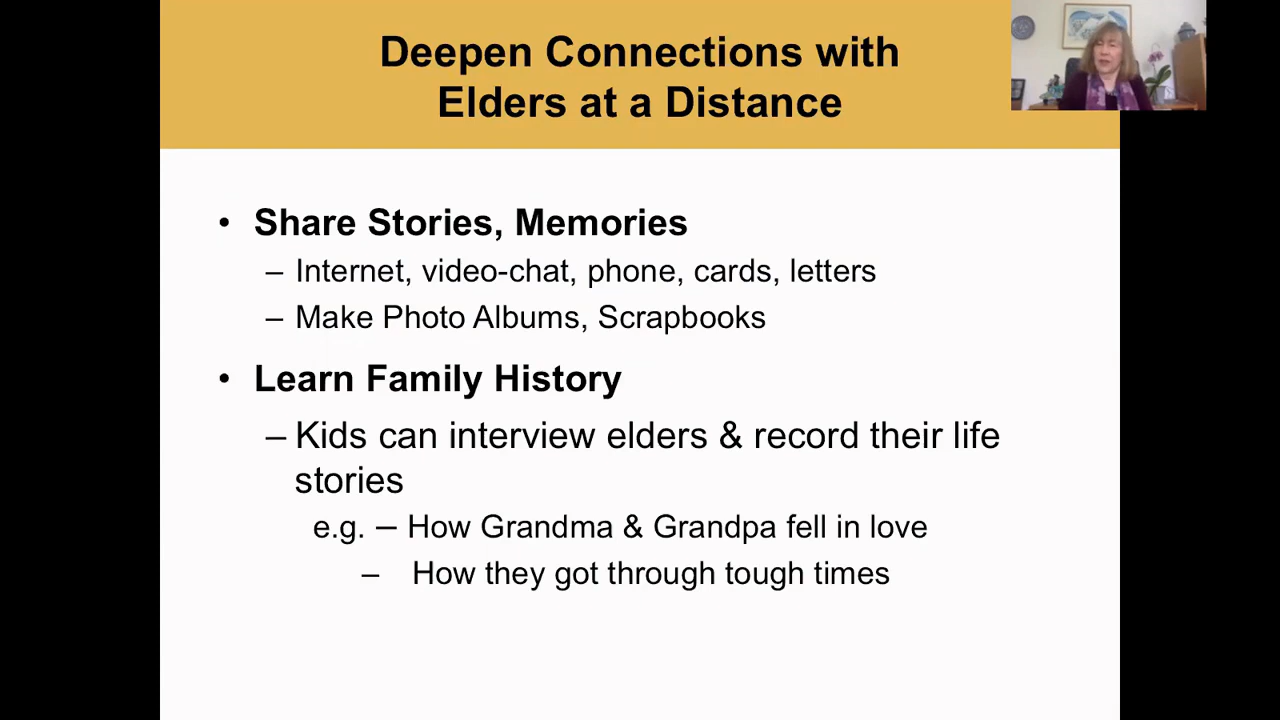 Deepen Connections with
Elders at a Distance
• Share Stories, Memories
– Internet, video-chat, phone, cards, letters
– Make Photo Albums, Scrapbooks
• Learn Family History
– Kids can interview elders & record their life
stories
e.g. – How Grandma & Grandpa fell in love
– How they got through tough times